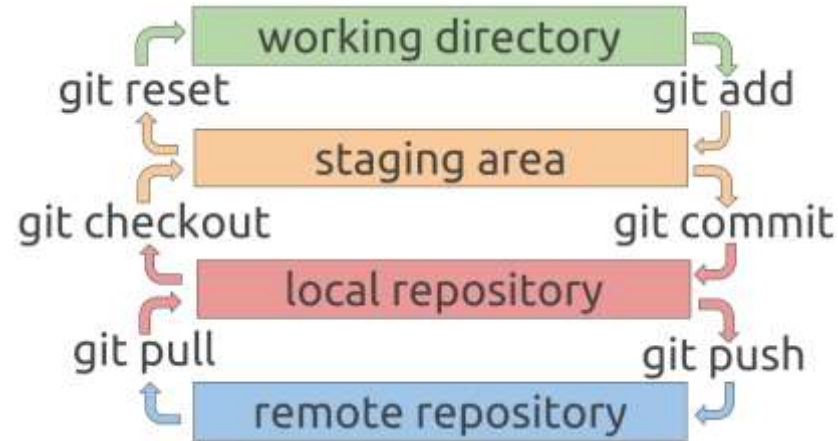 working directory
git reset
git add
staging area
git checkout
git commit
local repository
git pull
git push
remote repository